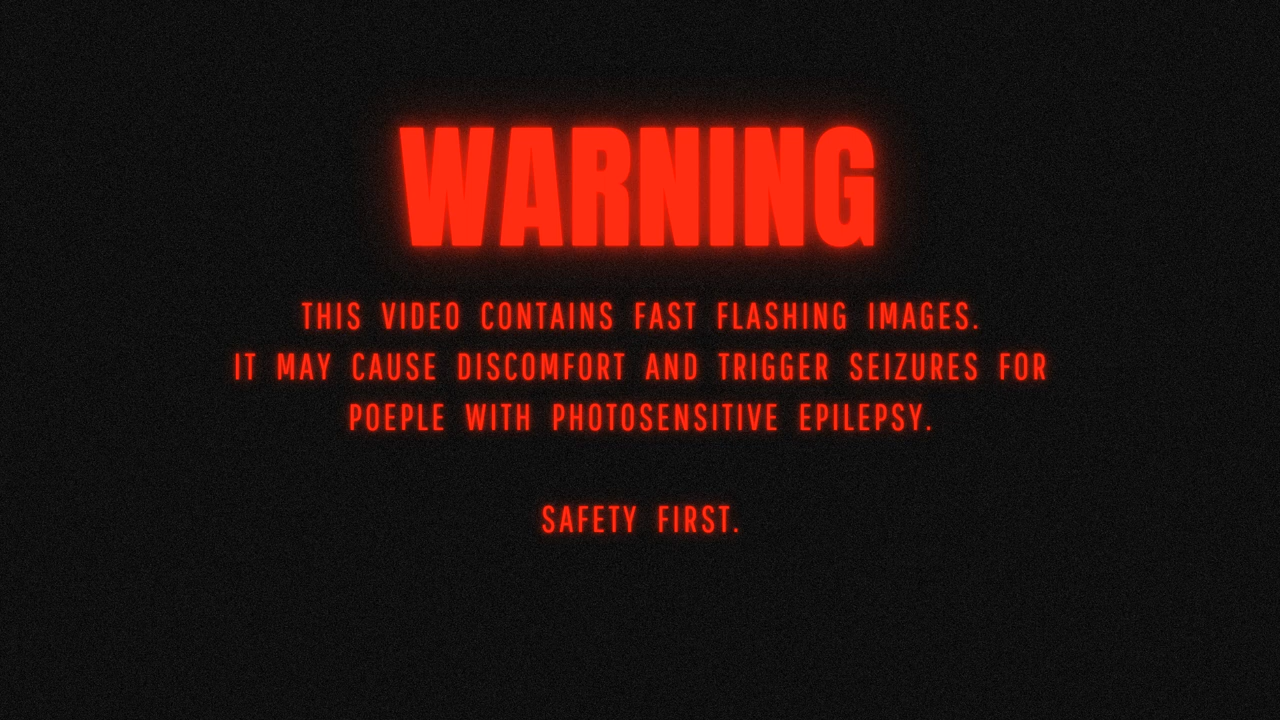 WARNING
THIS VIDEO CONTAINS FAST FLASHING IMAGES.
IT MAY CAUSE DISCOMFORT AND TRIGGER SEIZURES FOR
POEPLE WITH PHOTOSENSITIVE EPILEPSY.
SAFETY FIRST.